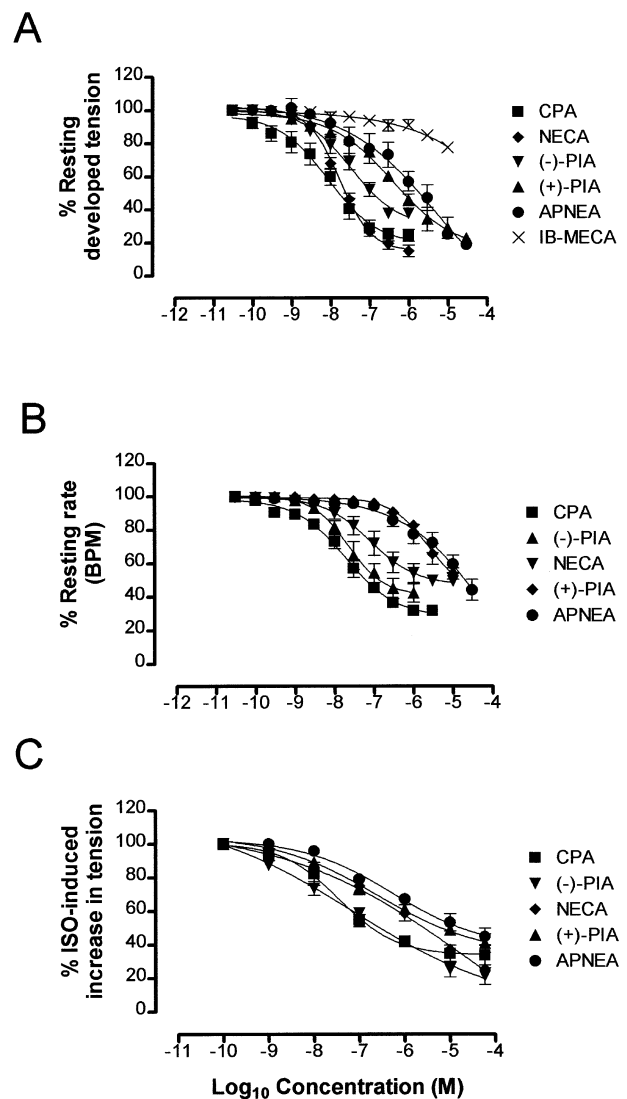 A
120
100
80
60
40
20
0
% Resting
developed tension
-12 -11 -10 -9 -8 -7 -6 -5 -4
CPA
NECA
(-)-PIA
(+)-PIA
APNEA
IB-MECA
B
120
100
80
60
40
20
0
% Resting rate
(BPM)
-12 -11 -10 -9 -8 -7 -6 -5 -4
CPA
(-)-PIA
NECA
(+)-PIA
APNEA
C
120
100
80
60
40
20
0
% ISO-induced
increase in tension
-11 -10 -9 -8 -7 -6 -5 -4
CPA
(-)-PIA
NECA
(+)-PIA
APNEA
Log10 Concentration (M)